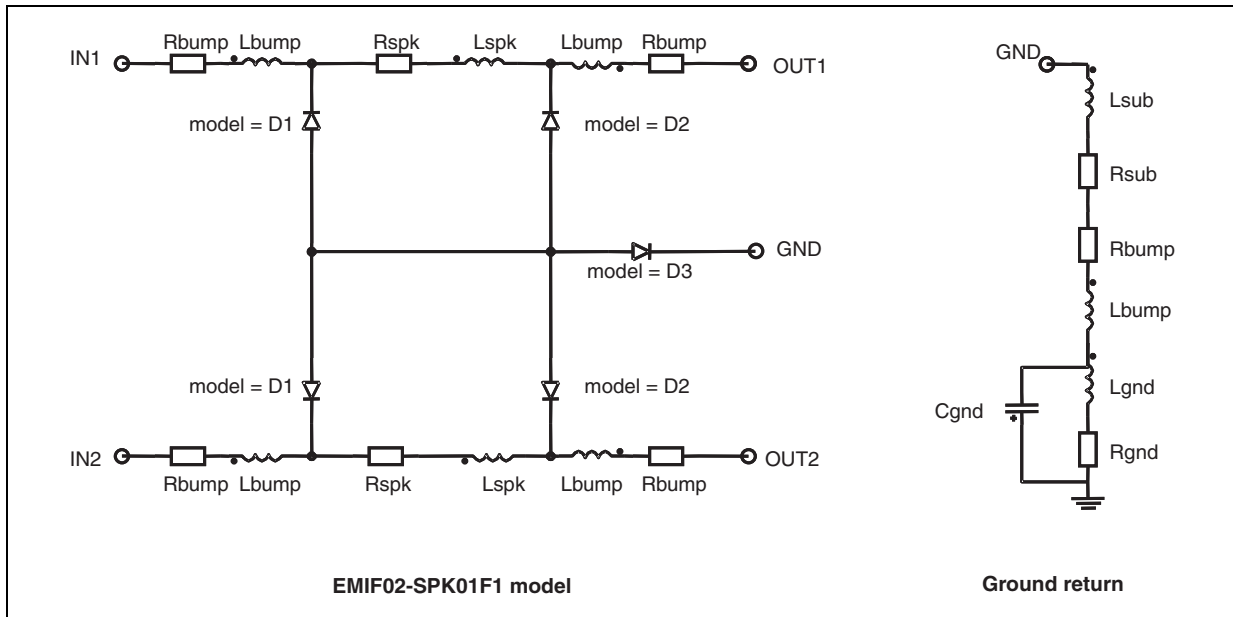 IN1
Rbump
Lbump
Rspk
Lspk
Lbump
Rbump
OUT1
model = D1
model = D2
GND
model = D3
model = D1
model = D2
IN2
Rbump
Lbump
Rspk
Lspk
Lbump
Rbump
OUT2
EMIF02-SPK01F1 model
GND
Lsub
Rsub
Rbump
Lbump
Lgnd
Cgnd
Rgnd
Ground return